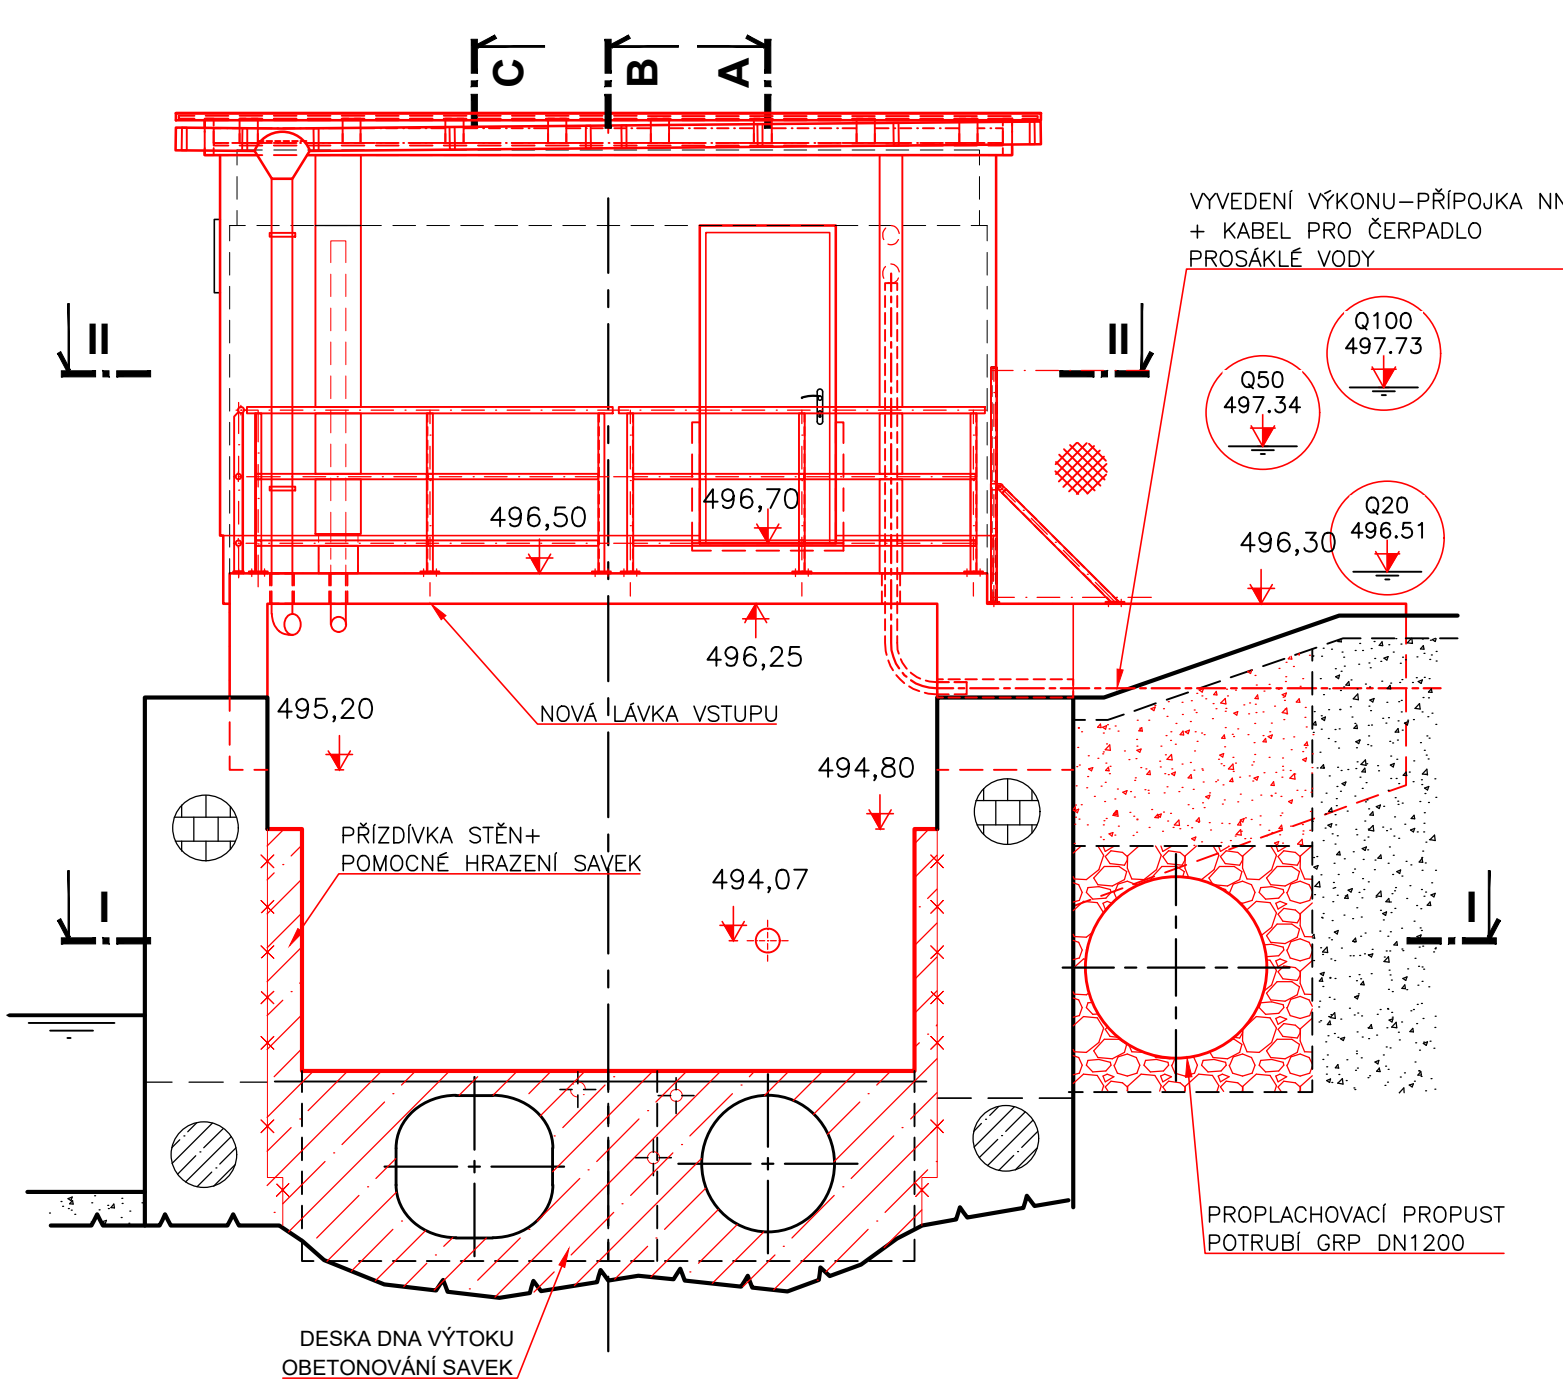 C B A
VYVEDENÍ VÝKONU-PŘÍPOJKA NN
+ KABEL PRO ČERPADLO
PROSÁKLÉ VODY
II
II
Q100
497.73
Q50
497.34
496,70
496,50
Q20
496.51
496,30
496,25
495,20
NOVÁ LÁVKA VSTUPU
494,80
PŘÍZDÍVKA STĚN+
POMOCNÉ HRAZENÍ SAVEK
494,07
I
I
PROPLACHOVACÍ PROPUST
POTRUBÍ GRP DN1200
DESKA DNA VÝTOKU
OBETONOVÁNÍ SAVEK